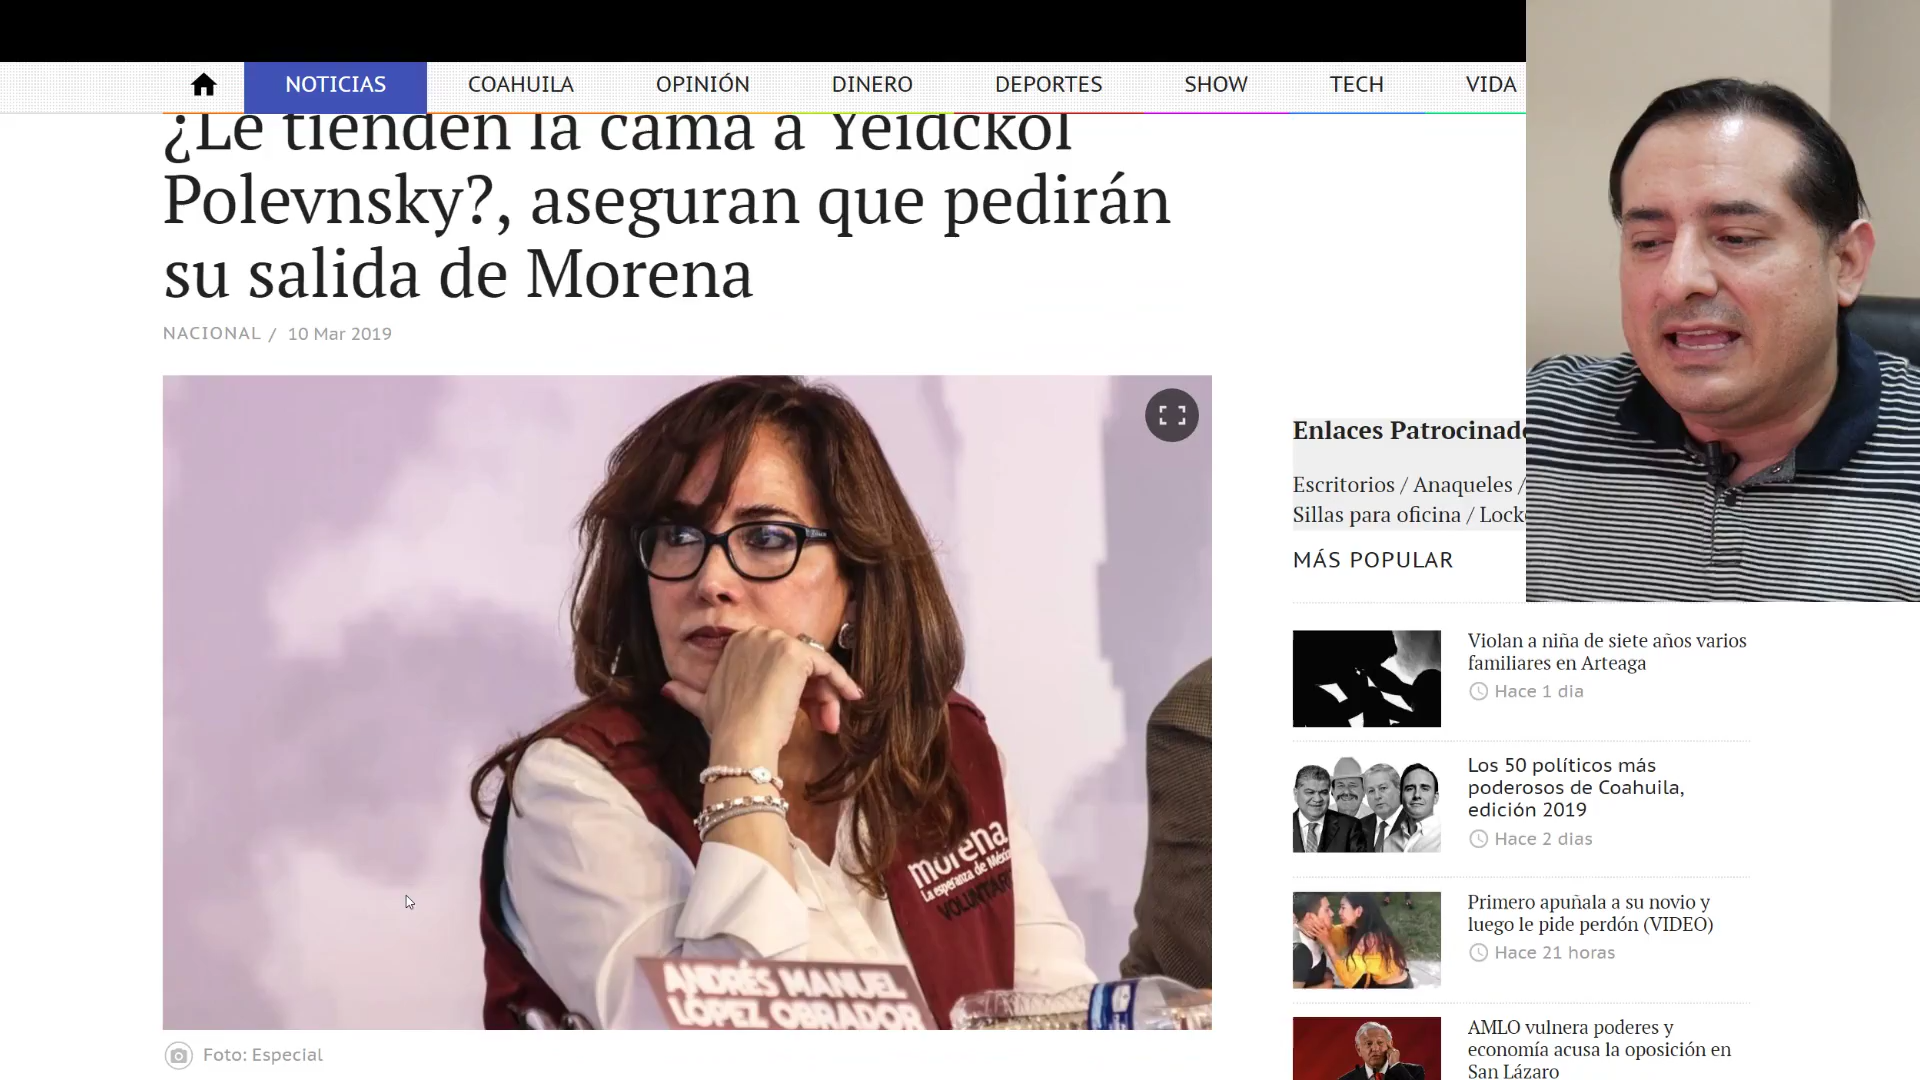 NOTICIAS COAHUILA OPINIÓN DINERO DEPORTES SHOW TECH VIDA
¿Le tienden la cama a Yeidckol
Polevnsky?, aseguran que pedirán
su salida de Morena
NACIONAL / 10 Mar 2019
morena
La esperanza de México
VOLUNTAR
ANDRÉS MANUEL
LÓPEZ OBRADOR
Foto: Especial
Enlaces Patrocinado
Escritorios / Anaqueles /
Sillas para oficina / Lock
MÁS POPULAR
Violan a niña de siete años varios
familiares en Arteaga
Hace 1 dia
Los 50 políticos más
poderosos de Coahuila,
edición 2019
Hace 2 dias
Primero apuñala a su novio y
luego le pide perdón (VIDEO)
Hace 21 horas
AMLO vulnera poderes y
economía acusa la oposición en
San Lázaro